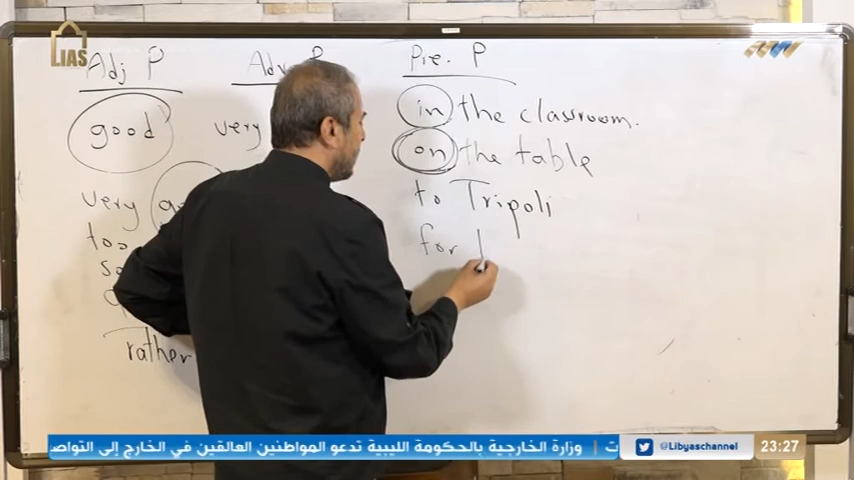 LIAS
Adj P
Adv P
Pre. P
good
very
in the classroom.
on the table
very
to Tripoli
too
for
rather
ت | وزارة الخارجية بالحكومة الليبية تدعو المواطنين العالقين في الخارج إلى التواص
@Libyaschannel
23:27